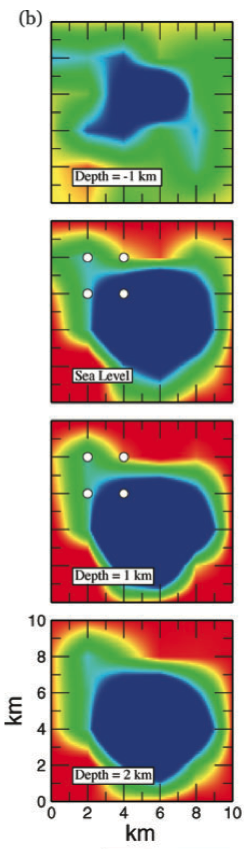 (b)
Depth = -1 km
Sea Level
Depth = 1 km
10
8
6
4
2
0
km
Depth = 2 km
0 2 4 6 8 10
km